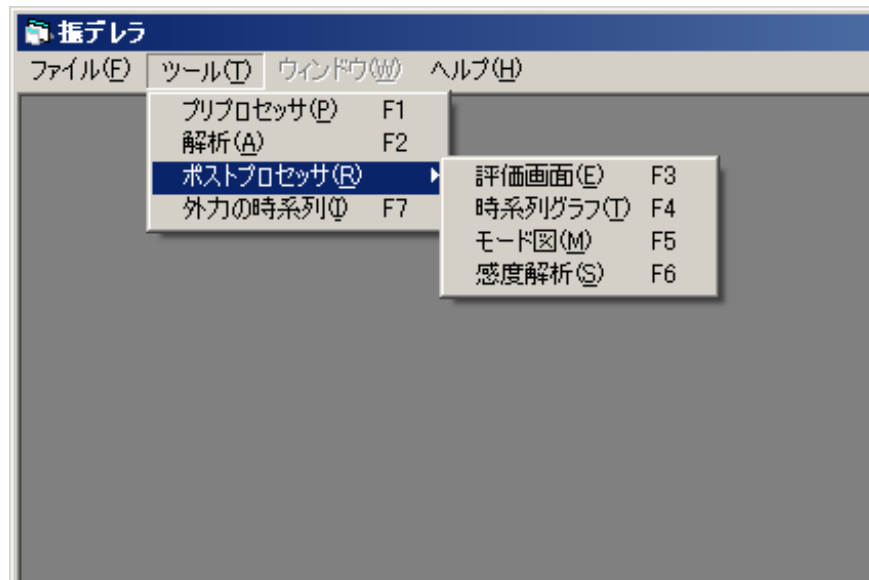 振デレラ
ファイル(F) ツール(T) ウィンドウ(W) ヘルプ(H)
プリプロセッサ(P) F1
解析(A) F2
ポストプロセッサ(R)
外力の時系列(I) F7
評価画面(E) F3
時系列グラフ(T) F4
モード図(M) F5
感度解析(S) F6